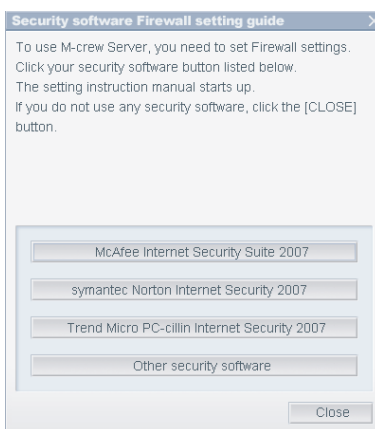 Security software Firewall setting guide
To use M-crew Server, you need to set Firewall settings.
Click your security software button listed below.
The setting instruction manual starts up.
If you do not use any security software, click the [CLOSE]
button.
McAfee Internet Security Suite 2007
symantec Norton Internet Security 2007
Trend Micro PC-cillin Internet Security 2007
Other security software
Close